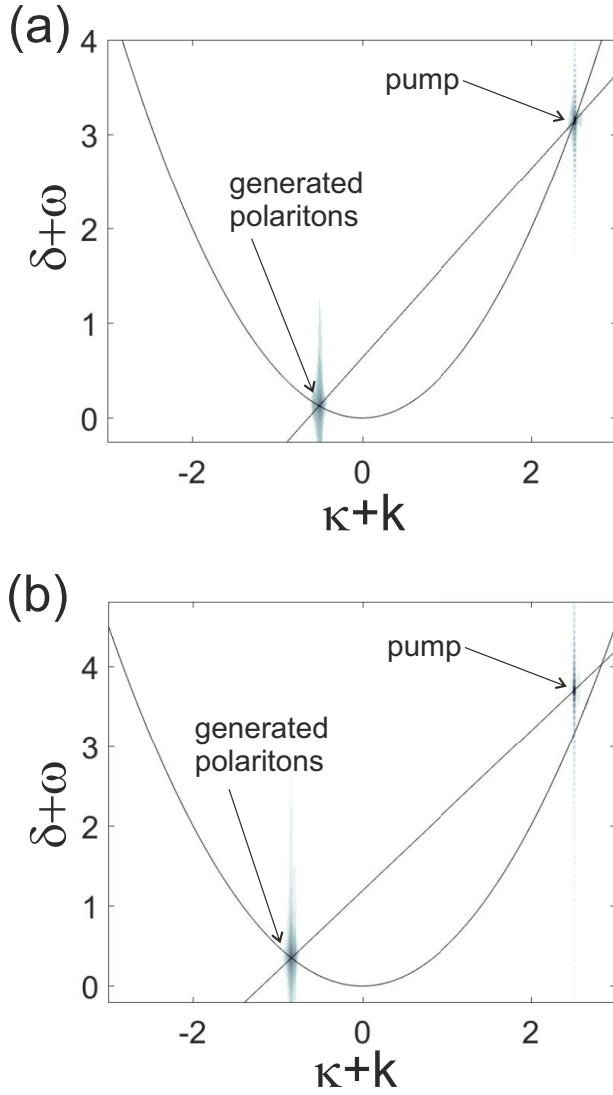 (a)
4
3
2
1
0
δ+ω
pump
generated
polaritons
-2
0
2
κ+k
(b)
4
3
2
1
0
δ+ω
pump
generated
polaritons
-2
0
2
κ+k